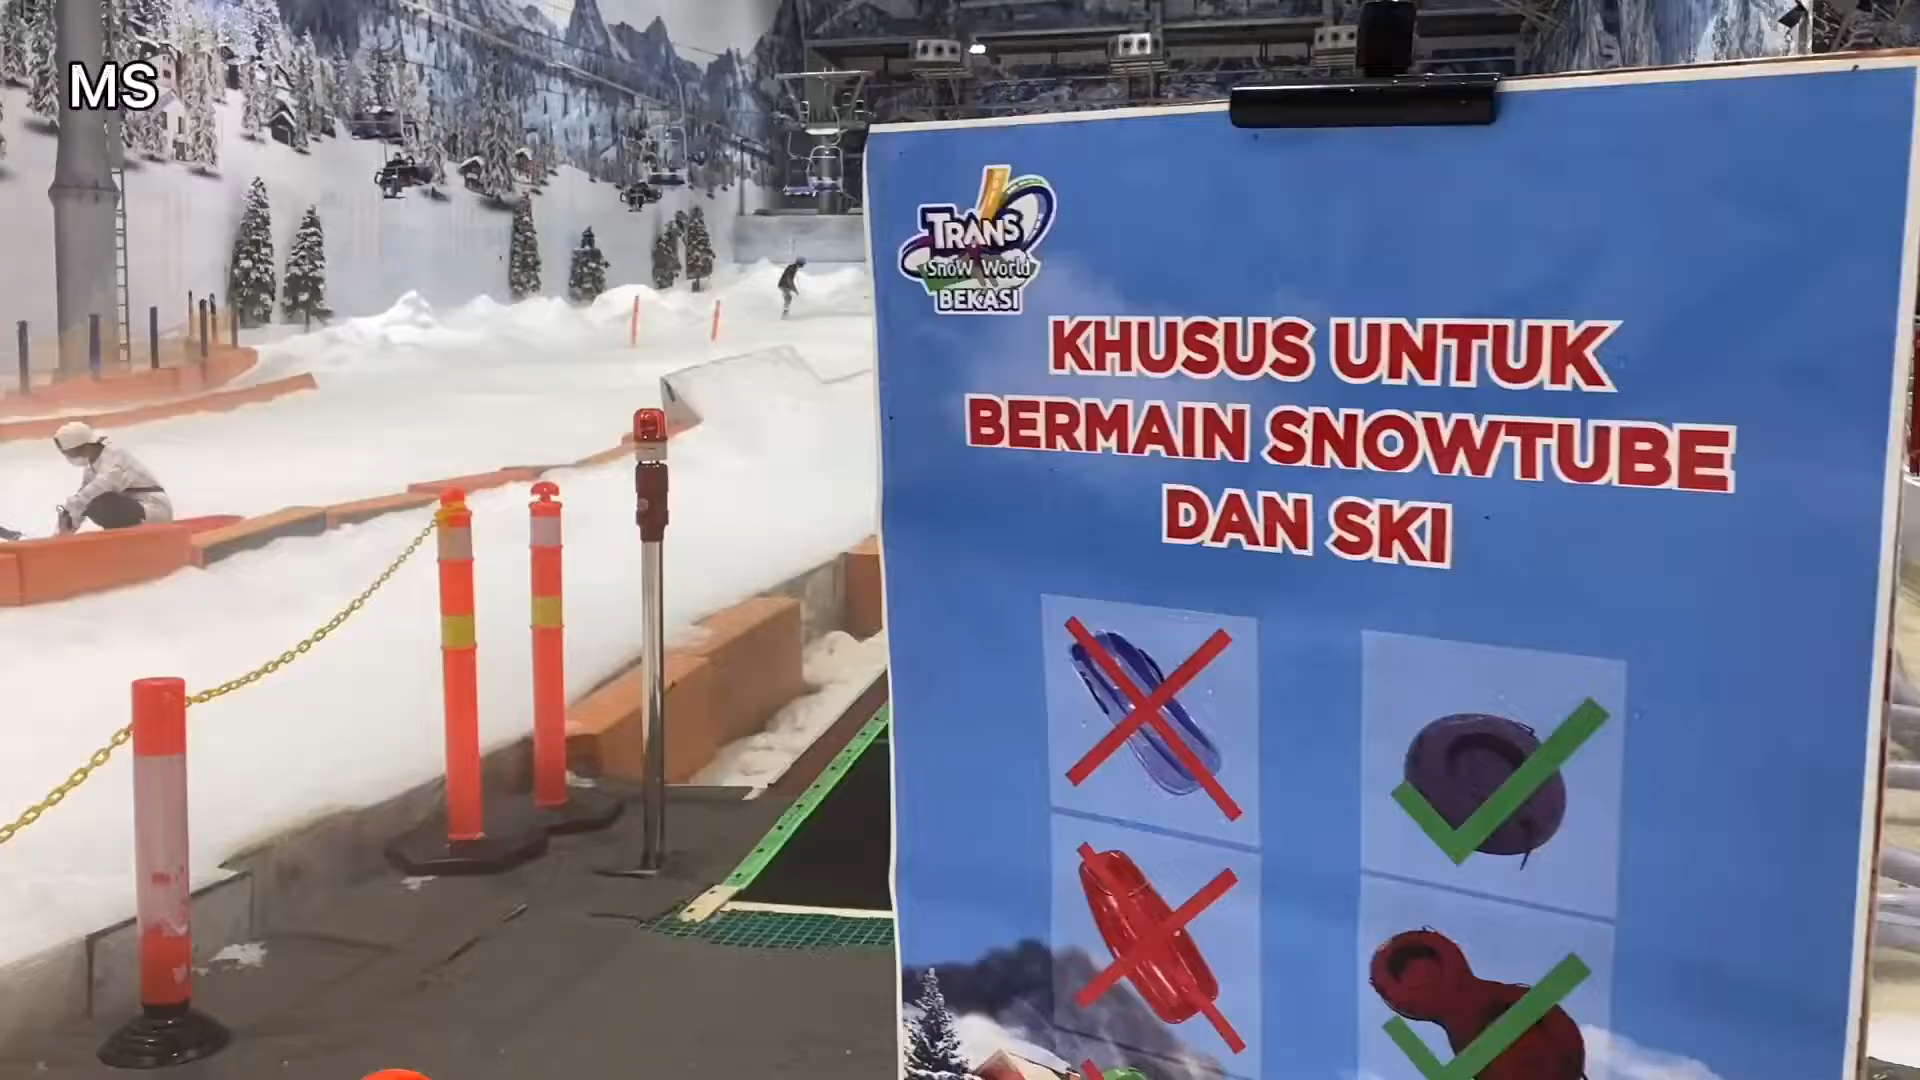 MS
TRANS
Snow World
BEKASI
KHUSUS UNTUK
BERMAIN SNOWTUBE
DAN SKI